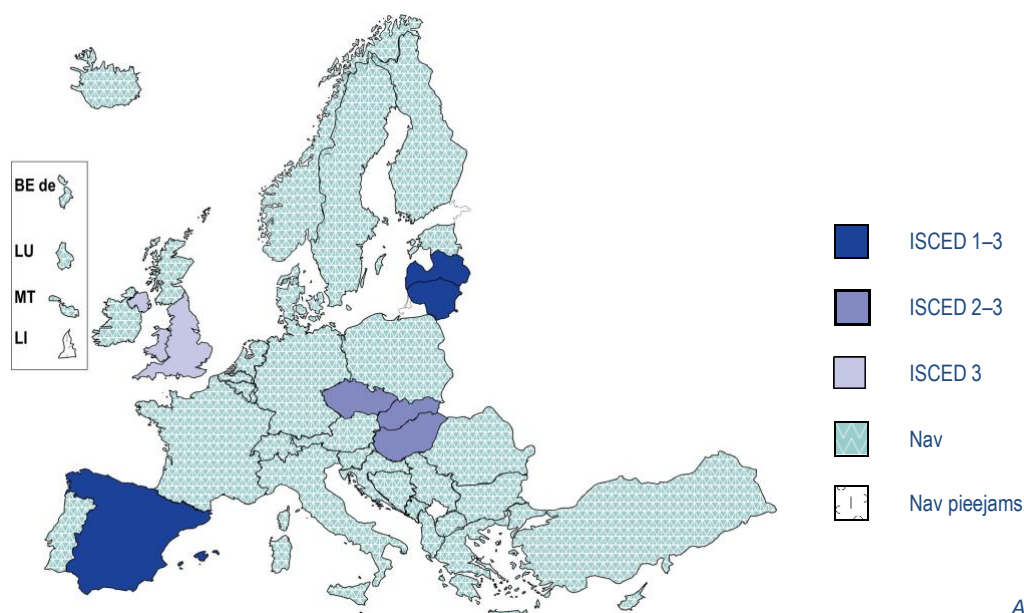 BE de
LU
MT
LI
ISCED 1–3
ISCED 2–3
ISCED 3
Nav
Nav pieejams
A